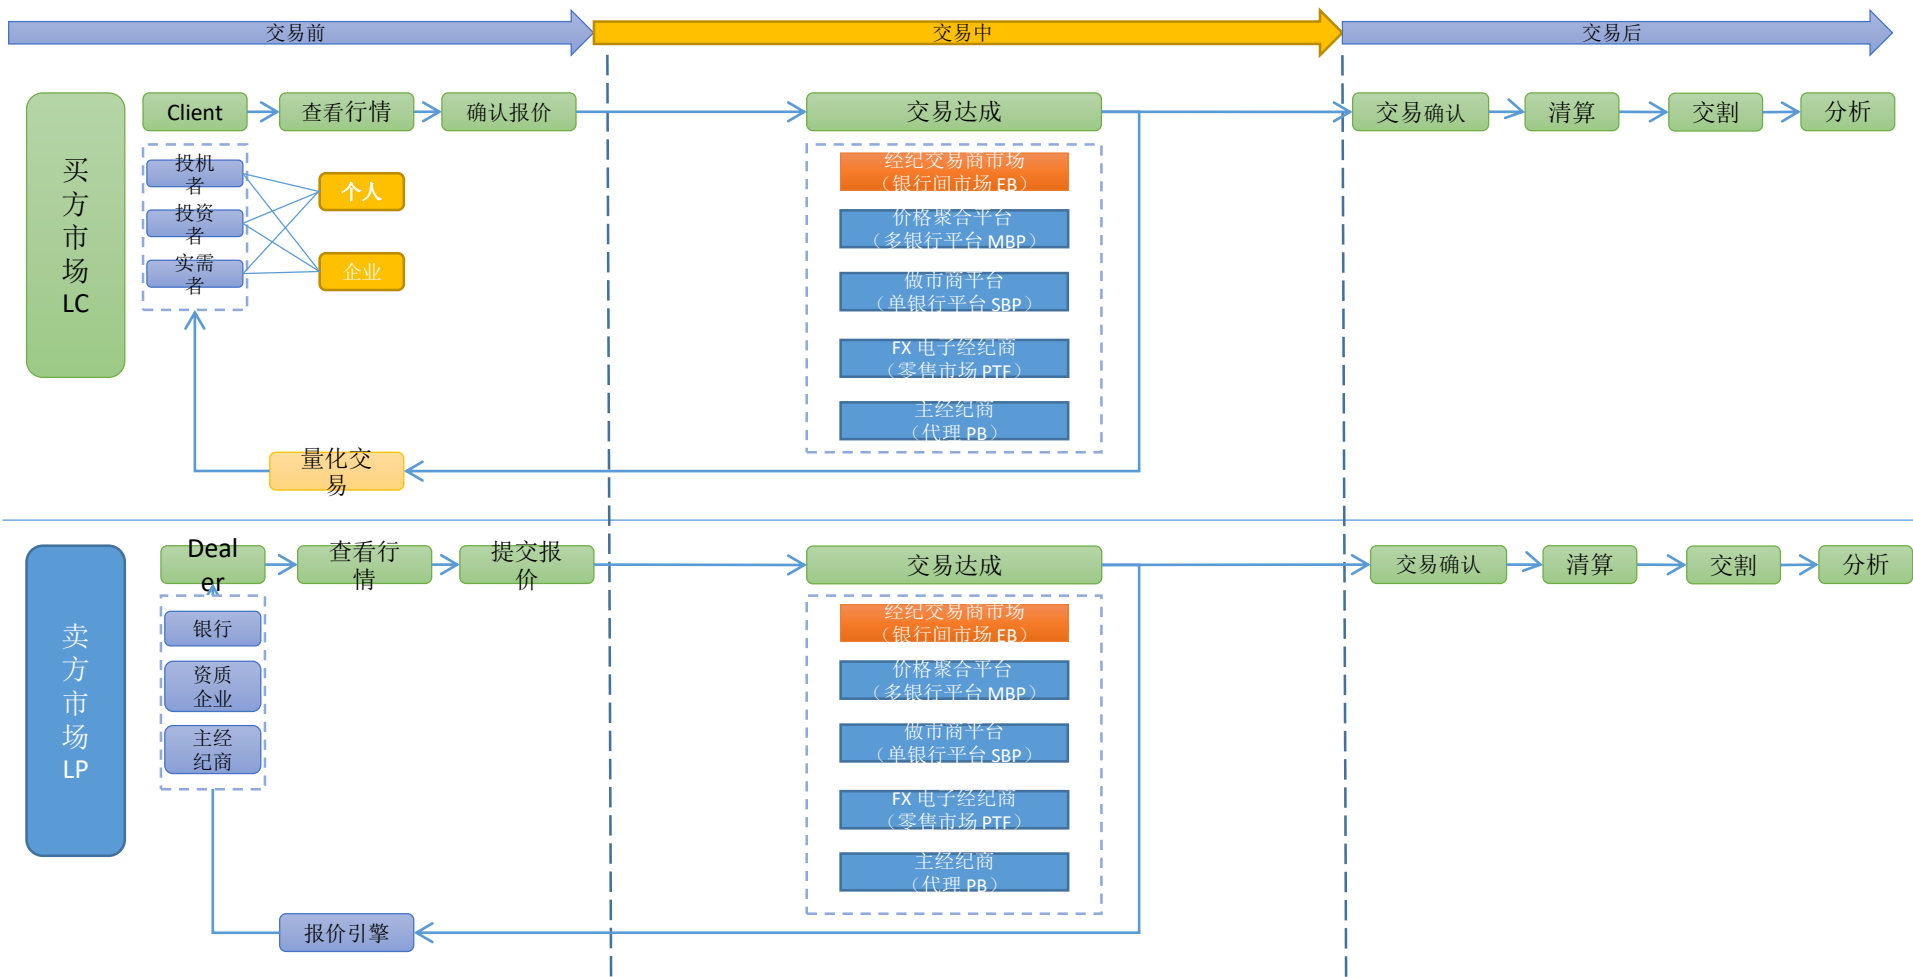 交易前
交易中
交易后
买
方
市
场
LC
Client
查看行情
确认报价
交易达成
交易确认
清算
交割
分析
投机
者
投资
者
实需
者
个人
企业
经纪交易商市场
（银行间市场 EB）
价格聚合平台
（多银行平台 MBP）
做市商平台
（单银行平台 SBP）
FX 电子经纪商
（零售市场 PTF）
主经纪商
（代理 PB）
量化交
易
卖
方
市
场
LP
Deal
er
查看行
情
提交报
价
交易达成
交易确认
清算
交割
分析
银行
资质
企业
主经
纪商
经纪交易商市场
（银行间市场 EB）
价格聚合平台
（多银行平台 MBP）
做市商平台
（单银行平台 SBP）
FX 电子经纪商
（零售市场 PTF）
主经纪商
（代理 PB）
报价引擎